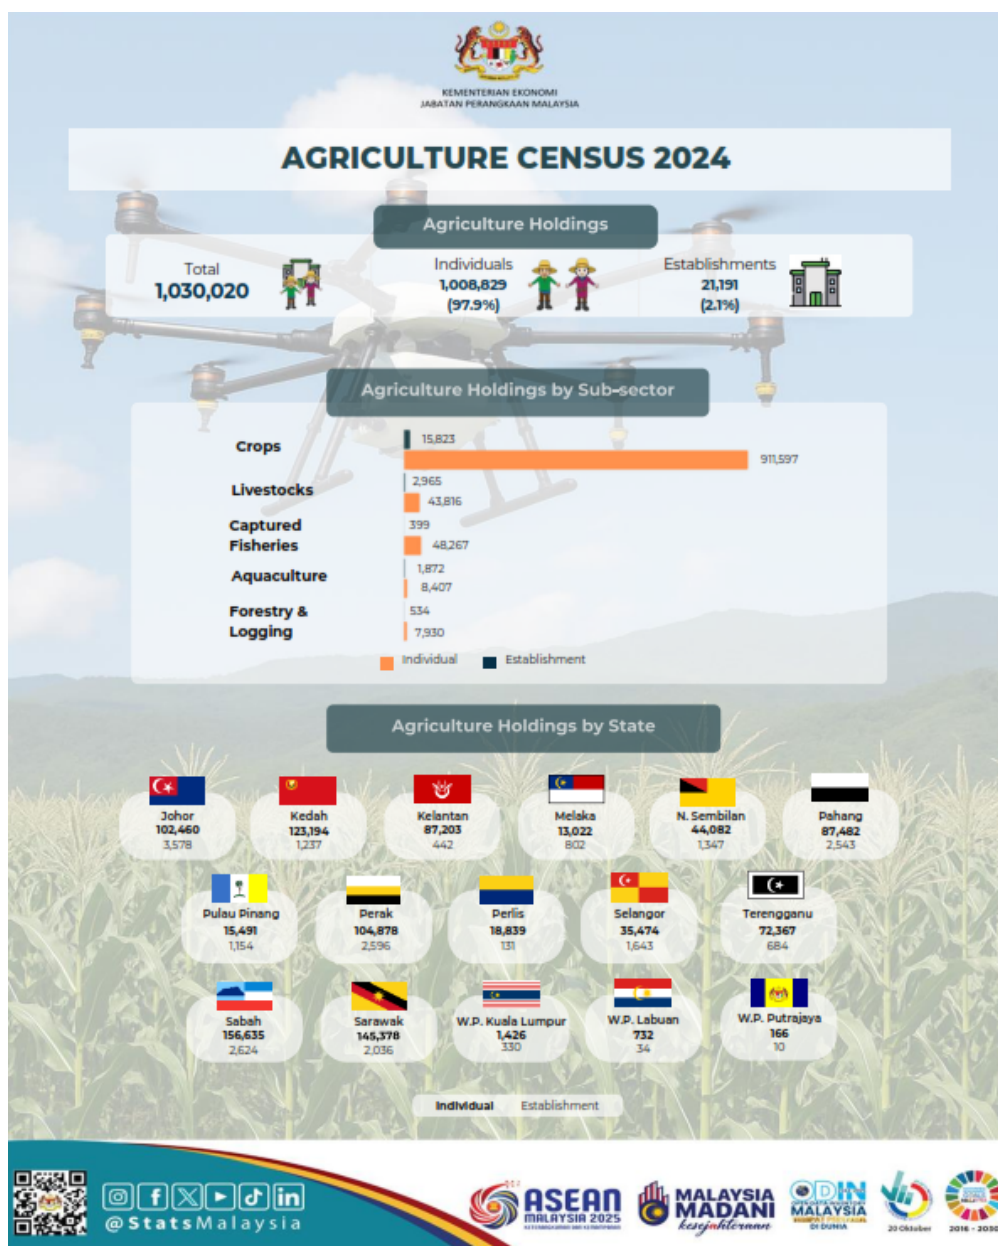 KEMENTERIAN EKONOMI
JABATAN PERANGKAAN MALAYSIA
AGRICULTURE CENSUS 2024
Agriculture Holdings
Total
1,030,020
Individuals
1,008,829
(97.9%)
Establishments
21,191
(2.1%)
Agriculture Holdings by Sub-sector
Crops
15,823
911,597
Livestocks
2,965
43,816
Captured
Fisheries
399
48,267
Aquaculture
1,872
8,407
Forestry &
Logging
534
7,930
Individual Establishment
Agriculture Holdings by State
Johor
102,460
3,578
Kedah
123,194
1,237
Kelantan
87,203
442
Melaka
13,022
802
N. Sembilan
44,082
1,347
Pahang
87,482
2,543
Pulau Pinang
15,491
1,154
Perak
104,878
2,596
Perlis
18,839
131
Selangor
35,474
1,643
Terengganu
72,367
684
Sabah
156,635
2,624
Sarawak
145,378
2,036
W.P. Kuala Lumpur
1,426
330
W.P. Labuan
732
34
W.P. Putrajaya
166
10
Individual Establishment
@StatsMalaysia
ASEAN
MALAYSIA 2025
MALAYSIA
MADANI
kesejahteraan
ODIN
MALAYSIA
DI DUNIA
20 Oktober
2016 - 2030